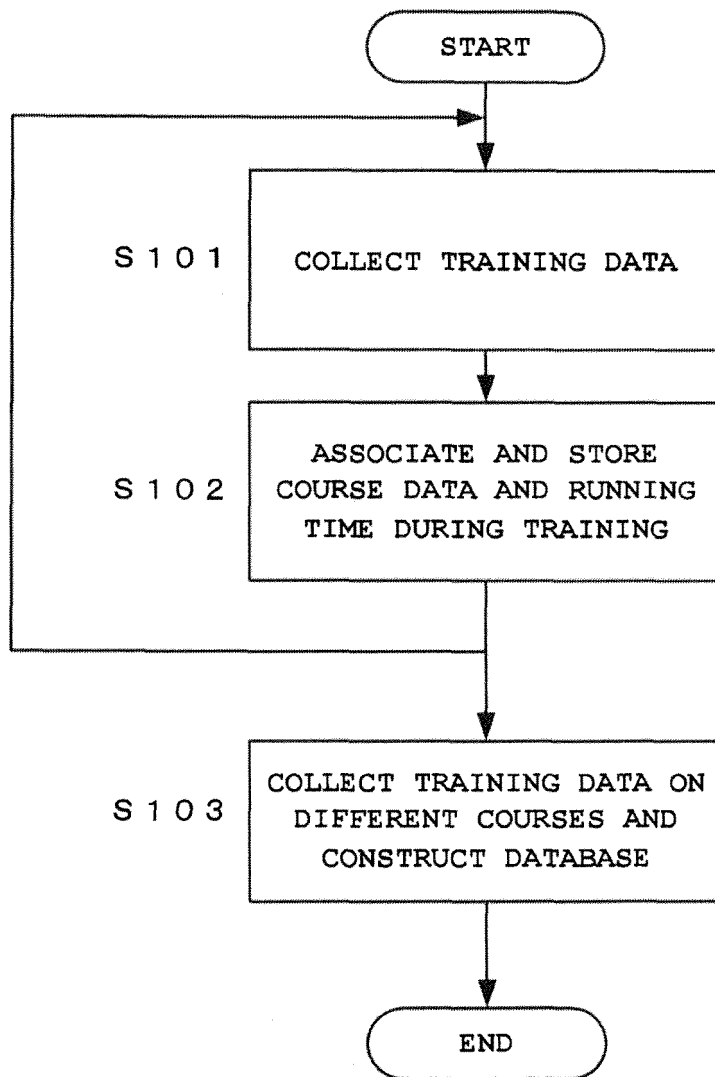 START
S101
COLLECT TRAINING DATA
S102
ASSOCIATE AND STORE
COURSE DATA AND RUNNING
TIME DURING TRAINING
S103
COLLECT TRAINING DATA ON
DIFFERENT COURSES AND
CONSTRUCT DATABASE
END